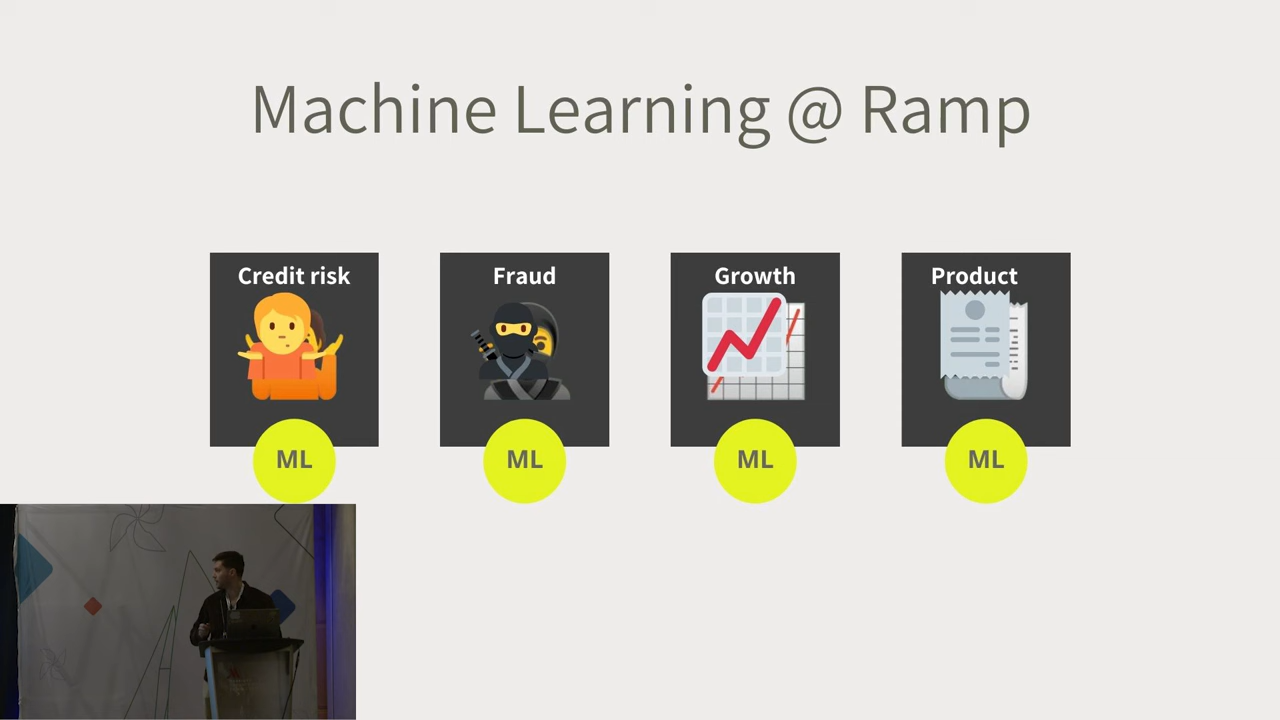 Machine Learning @ Ramp
Credit risk
Fraud
Growth
Product
ML
ML
ML
ML